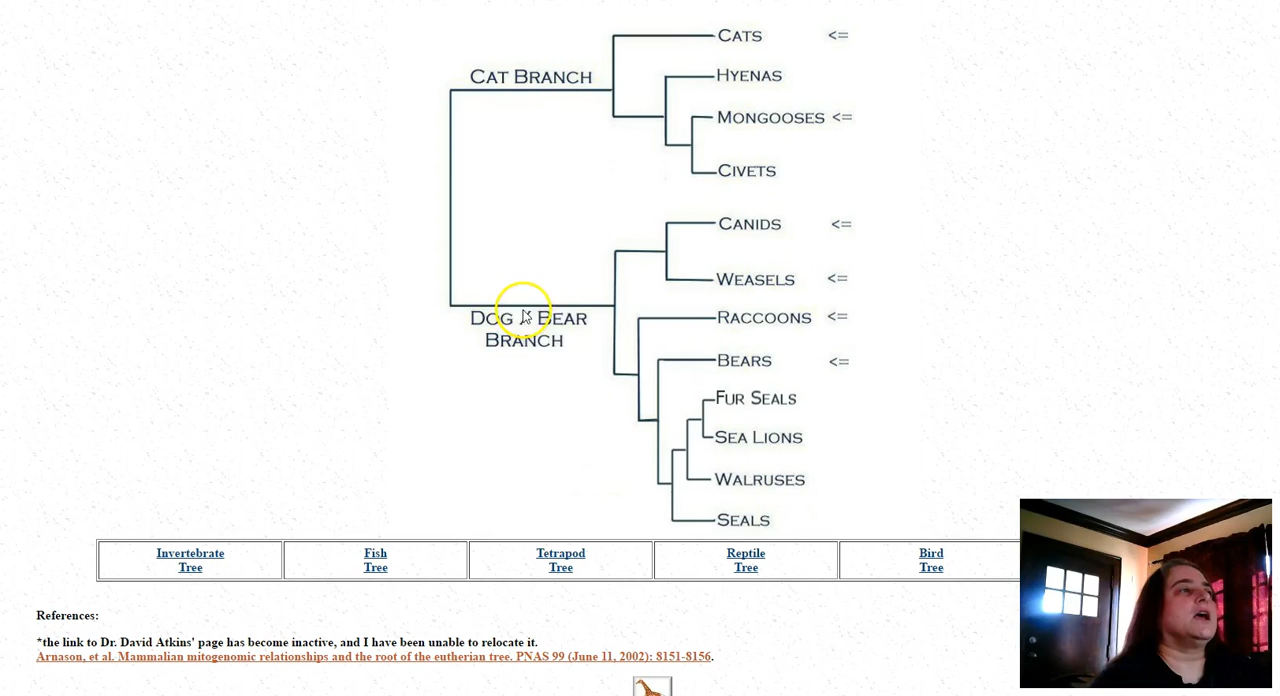 CATS <=
CAT BRANCH
HYENAS
MONGOOSES <=
CIVETS
CANIDS <=
WEASELS <=
DOG & BEAR
BRANCH
RACCOONS <=
BEARS <=
FUR SEALS
SEA LIONS
WALRUSES
SEALS
Invertebrate
Tree
Fish
Tree
Tetrapod
Tree
Reptile
Tree
Bird
Tree
References:
*the link to Dr. David Atkins' page has become inactive, and I have been unable to relocate it.
Arnason, et al. Mammalian mitogenomic relationships and the root of the eutherian tree. PNAS 99 (June 11, 2002): 8151-8156.